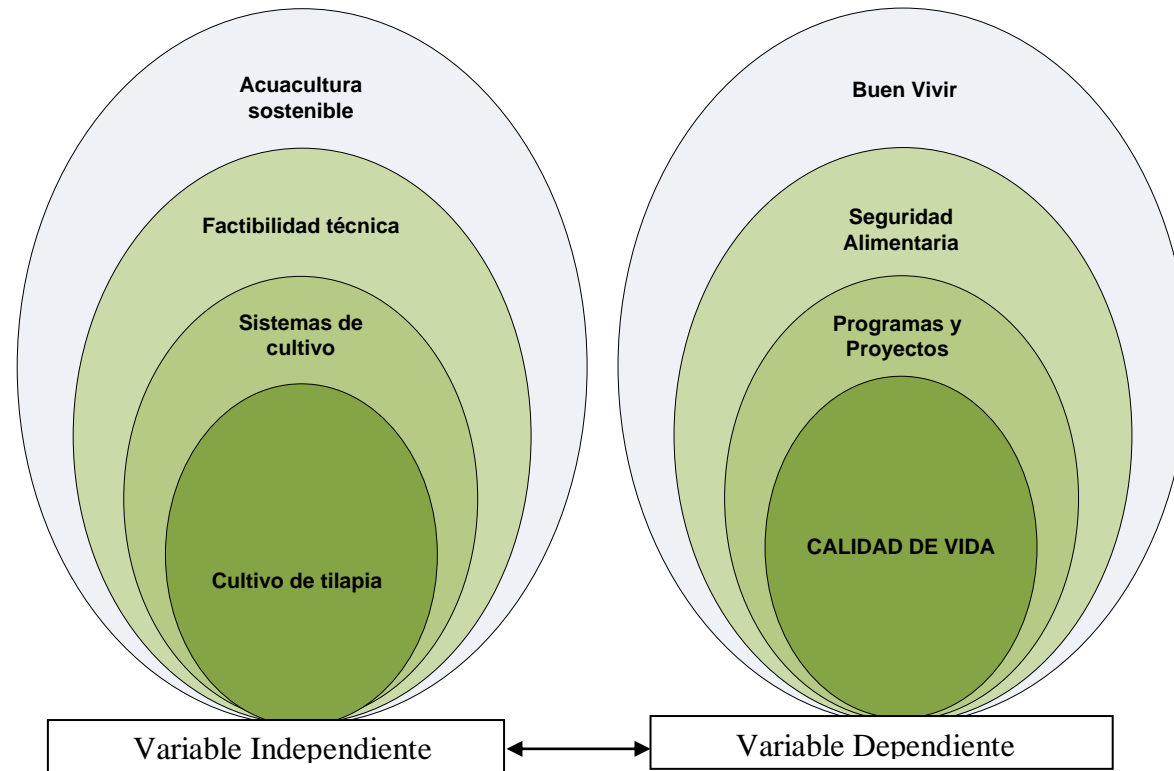 Acuacultura
sostenible
Factibilidad técnica
Sistemas de
cultivo
Cultivo de tilapia
Variable Independiente
Buen Vivir
Seguridad
Alimentaria
Programas y
Proyectos
CALIDAD DE VIDA
Variable Dependiente